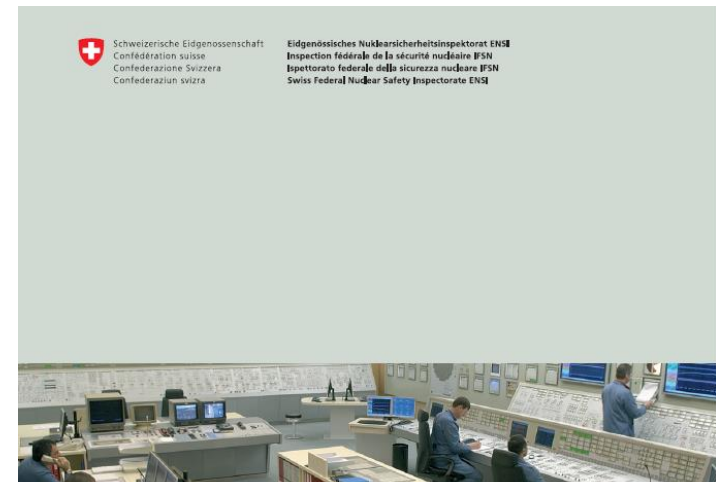 Schweizerische Eidgenossenschaft
Confédération suisse
Confederazione Svizzera
Confederaziun svizra
Eidgenössisches Nuklearsicherheitsinspektorat ENSI
Inspection fédérale de la sécurité nucléaire IFSN
Ispettorato federale della sicurezza nucleare IFSN
Swiss Federal Nuclear Safety Inspectorate ENSI